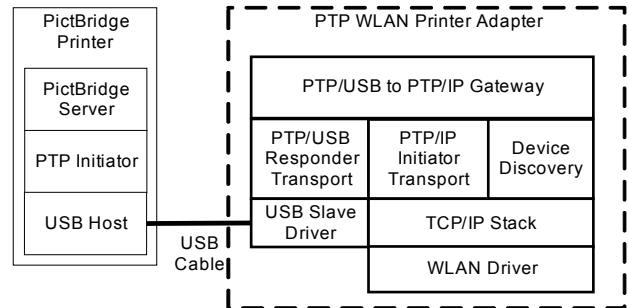 PictBridge
Printer
PictBridge
Server
PTP Initiator
USB Host
USB
Cable
PTP WLAN Printer Adapter
PTP/USB to PTP/IP Gateway
PTP/USB
Responder
Transport
PTP/IP
Initiator
Transport
Device
Discovery
USB Slave
Driver
TCP/IP Stack
WLAN Driver